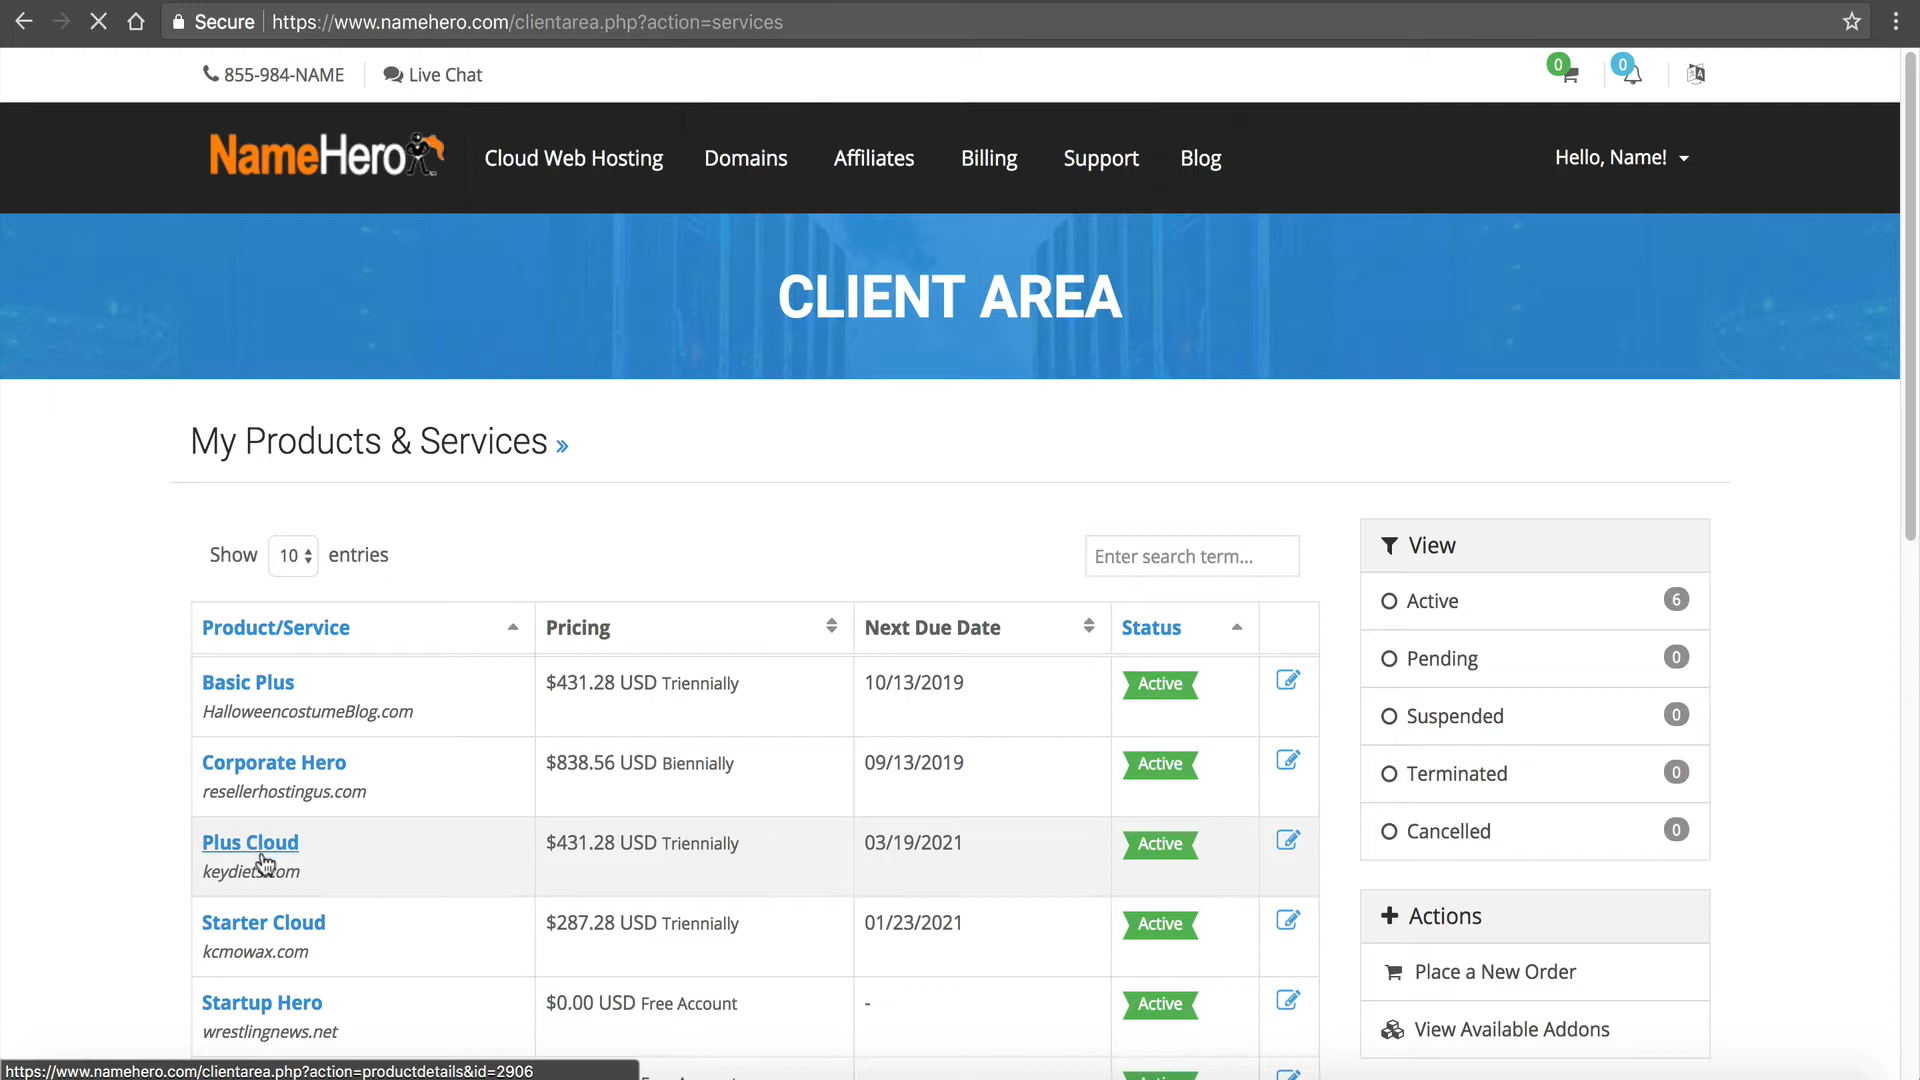 Secure https://www.namehero.com/clientarea.php?action=services
855-984-NAME Live Chat 0 0
NameHero Cloud Web Hosting Domains Affiliates Billing Support Blog Hello, Name!
CLIENT AREA
My Products & Services »
Show 10 entries Enter search term...
Product/Service Pricing Next Due Date Status
Basic Plus $431.28 USD Triennially 10/13/2019 Active
HalloweencostumeBlog.com
Corporate Hero $838.56 USD Biennially 09/13/2019 Active
resellerhostingus.com
Plus Cloud $431.28 USD Triennially 03/19/2021 Active
keydiets.com
Starter Cloud $287.28 USD Triennially 01/23/2021 Active
kcmowax.com
Startup Hero $0.00 USD Free Account - Active
wrestlingnews.net
View
Active 6
Pending 0
Suspended 0
Terminated 0
Cancelled 0
Actions
Place a New Order
View Available Addons
https://www.namehero.com/clientarea.php?action=productdetails&id=2906